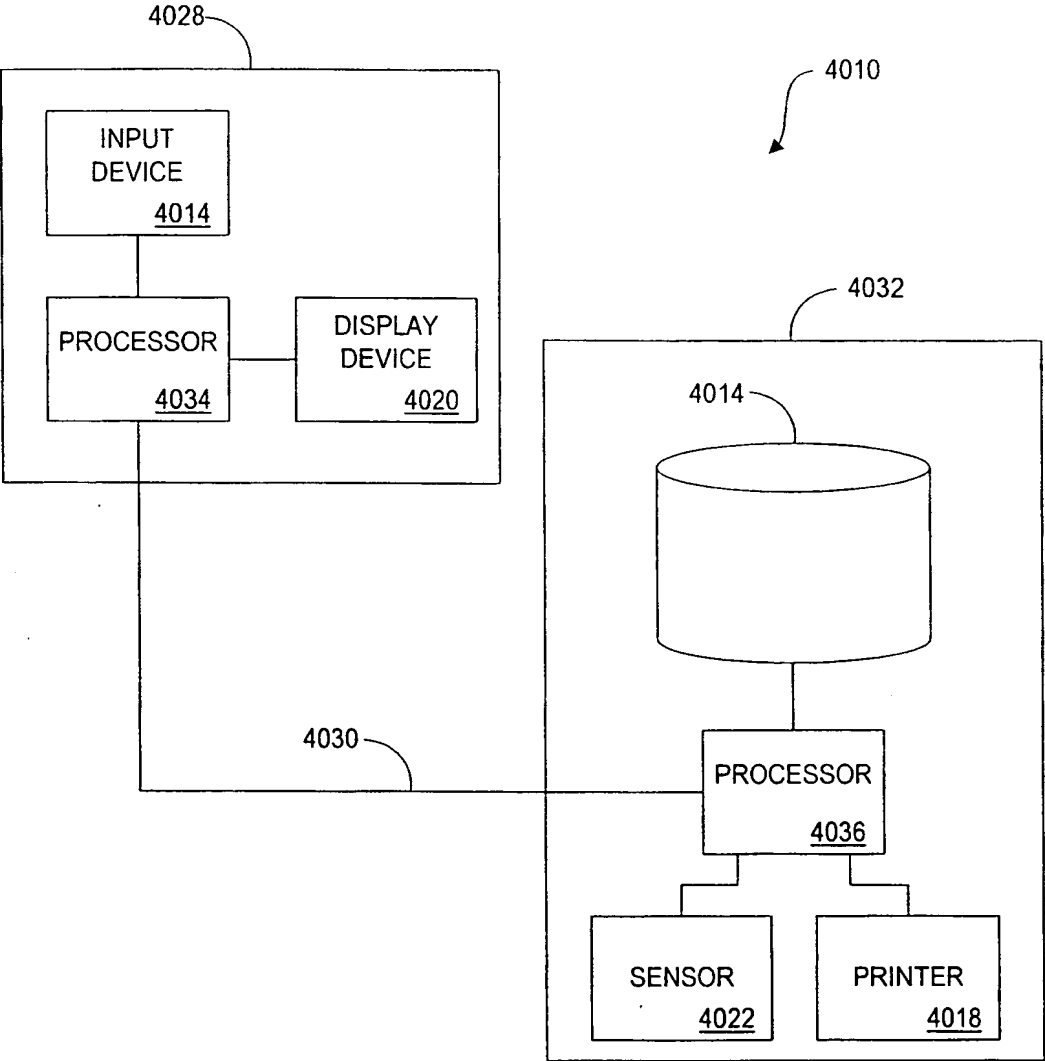 4028
4010
INPUT
DEVICE
4014
PROCESSOR
4034
DISPLAY
DEVICE
4020
4032
4014
4030
PROCESSOR
4036
SENSOR
4022
PRINTER
4018